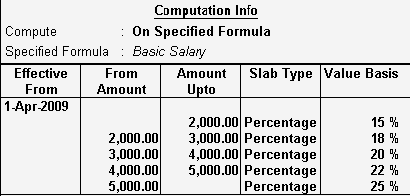 Computation Info
Compute : On Specified Formula
Specified Formula : Basic Salary
Effective From Amount Slab Type Value Basis
From Amount Upto
1-Apr-2009
2,000.00 Percentage 15 %
2,000.00 3,000.00 Percentage 18 %
3,000.00 4,000.00 Percentage 20 %
4,000.00 5,000.00 Percentage 22 %
5,000.00 Percentage 25 %